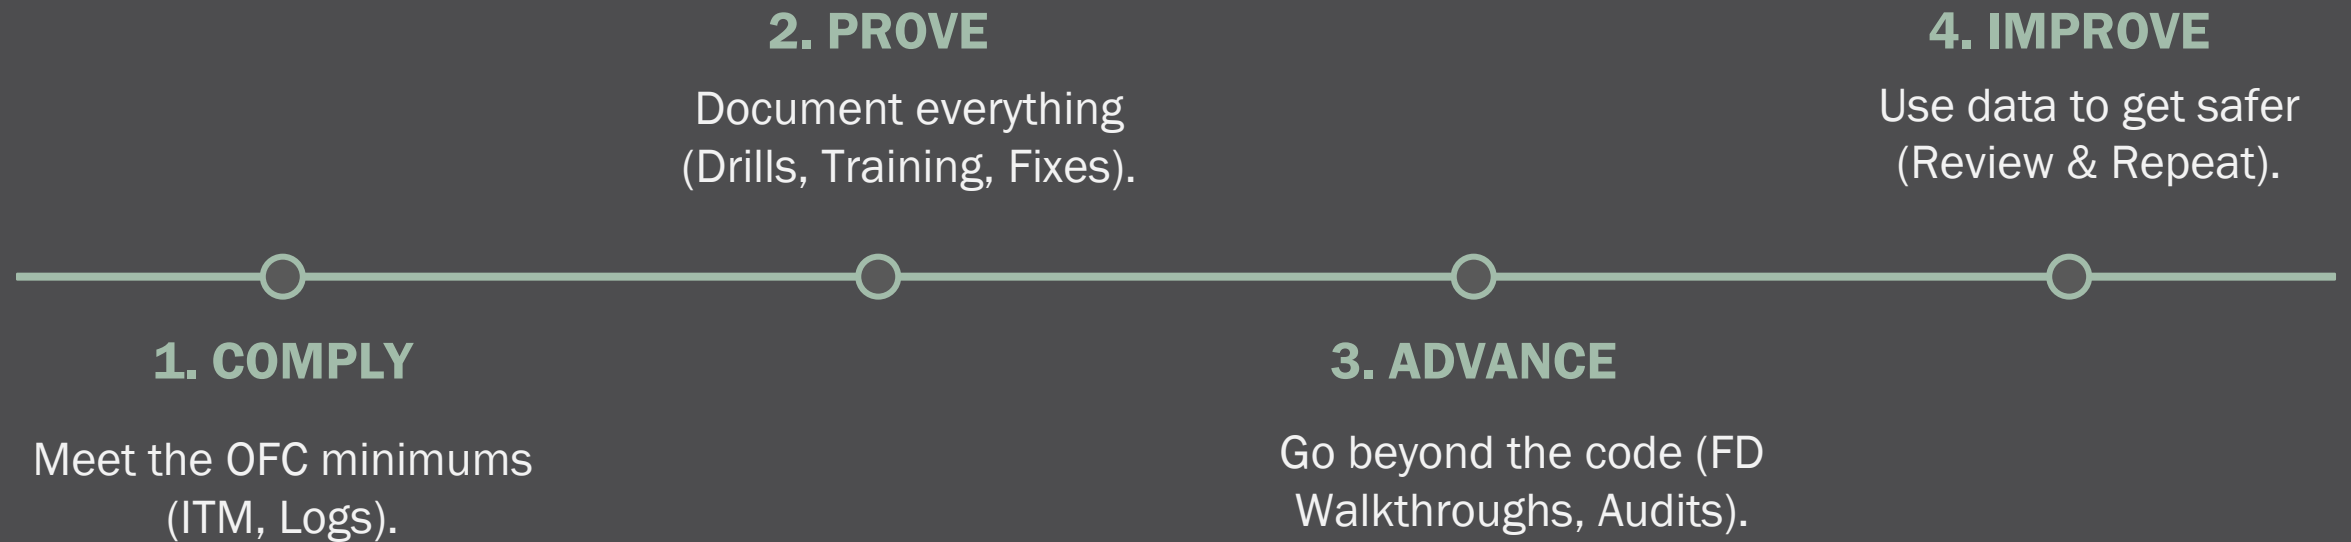 1. COMPLY
Meet the OFC minimums
(ITM, Logs).
2. PROVE
Document everything
(Drills, Training, Fixes).
3. ADVANCE
Go beyond the code (FD
Walkthroughs, Audits).
4. IMPROVE
Use data to get safer
(Review & Repeat).